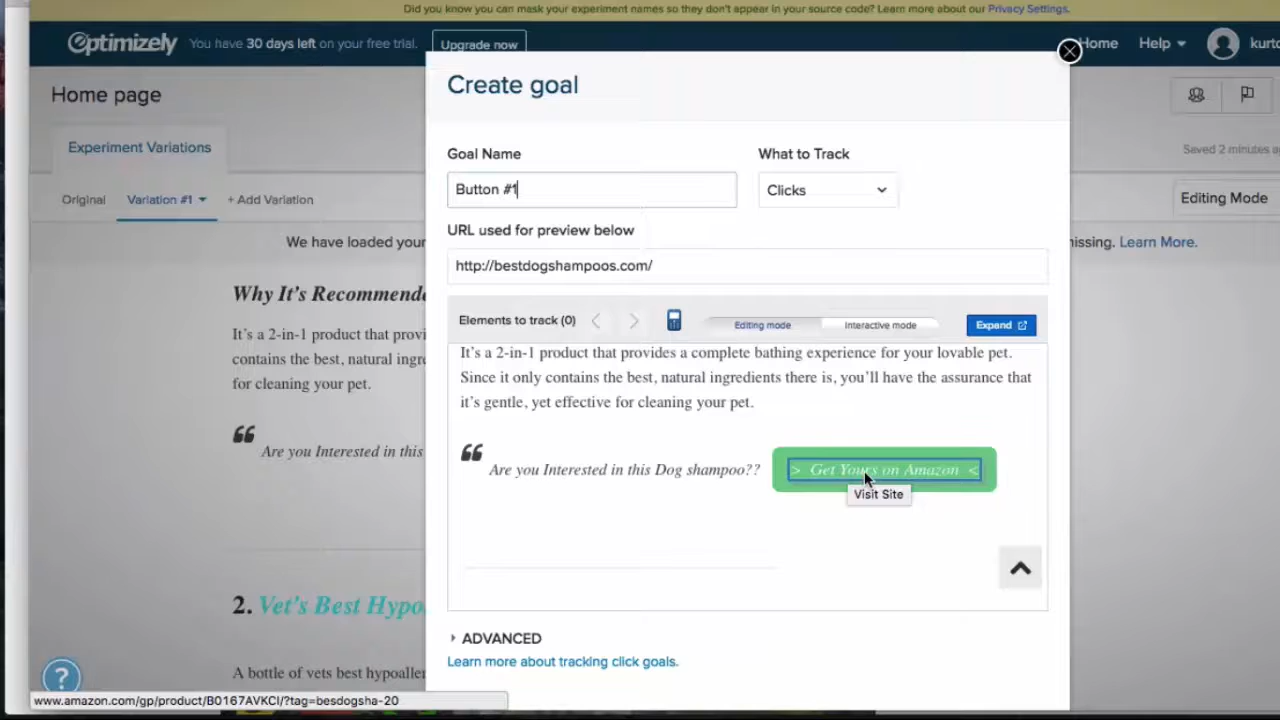 Did you know you can mask your experiment names so they don't appear in your source code? Learn more about our Privacy Settings.
Optimizely You have 30 days left on your free trial. Upgrade now Home Help kurto
Home page
Create goal
Experiment Variations
Saved 2 minutes a
Goal Name What to Track
Original Variation #1 + Add Variation
Button #1 Clicks
Editing Mode
URL used for preview below
We have loaded your
issing. Learn More.
http://bestdogshampoos.com/
Why It's Recommend
Elements to track (0) Editing mode Interactive mode Expand
It's a 2-in-1 product that provi
contains the best, natural ingre
for cleaning your pet.
It's a 2-in-1 product that provides a complete bathing experience for your lovable pet.
Since it only contains the best, natural ingredients there is, you'll have the assurance that
it's gentle, yet effective for cleaning your pet.
Are you Interested in this
Are you Interested in this Dog shampoo?? > Get Yours on Amazon <
Visit Site
2. Vet's Best Hypo
A bottle of vets best hypoaller
ADVANCED
Learn more about tracking click goals.
?
www.amazon.com/gp/product/B0167AVKCI/?tag=besdogsha-20